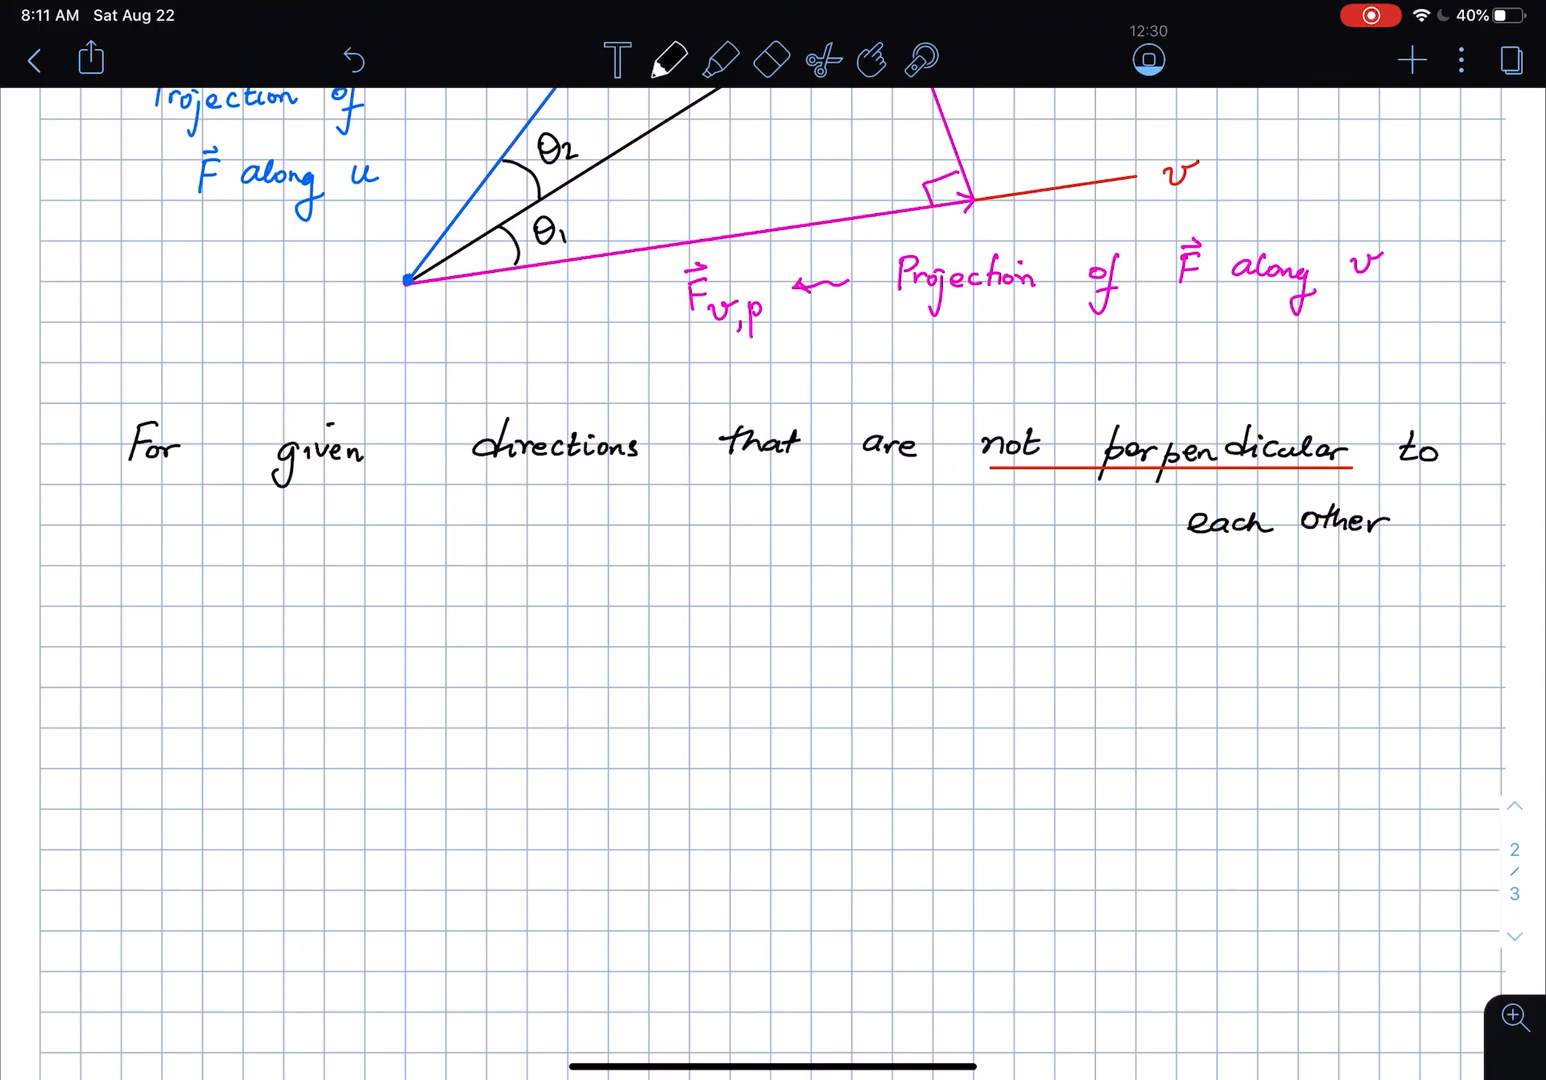 8:11 AM Sat Aug 22
40%
12:30
T
Projection of
F⃗ along u
θ2
θ1
v
F⃗v,p ← Projection of F⃗ along v
For given directions that are not perpendicular to
each other
2
/
3